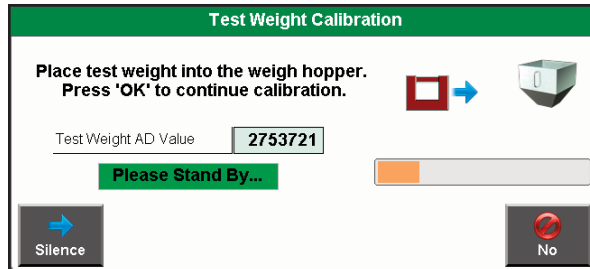 Test Weight Calibration
Place test weight into the weigh hopper.
Press 'OK' to continue calibration.
Test Weight AD Value 2753721
Please Stand By...
Silence
No